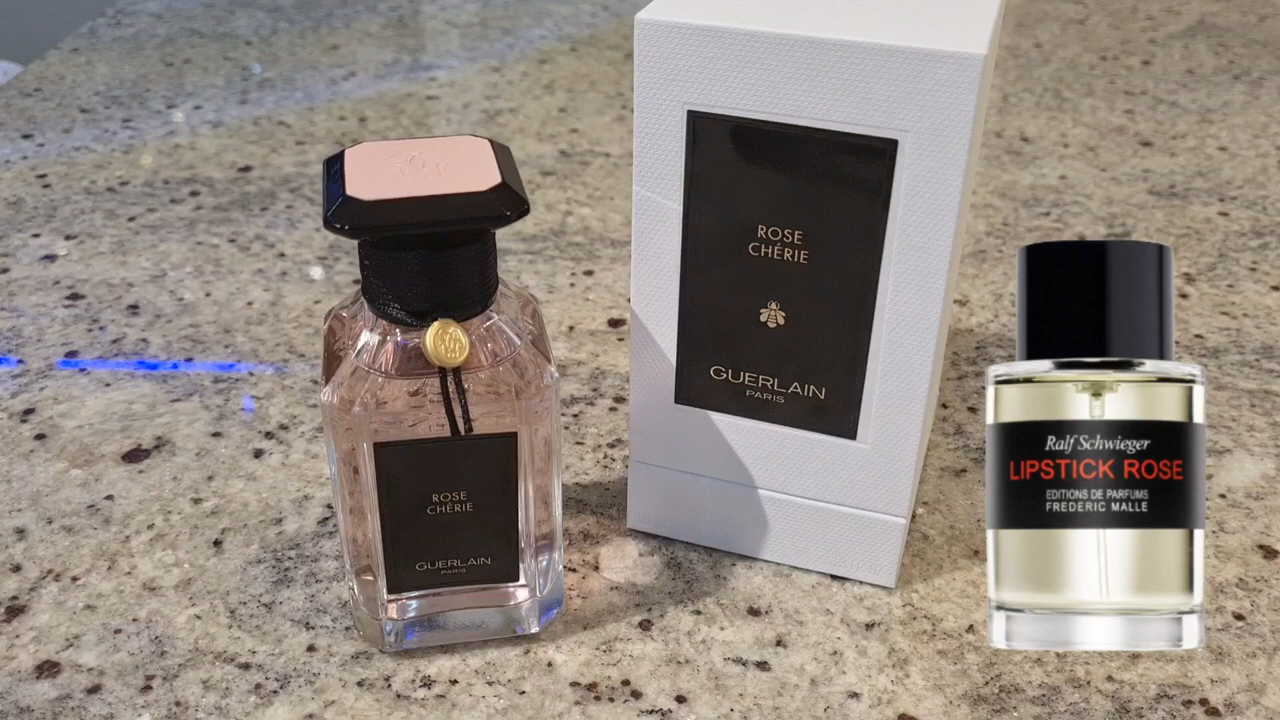 ROSE
CHÉRIE
GUERLAIN
PARIS
ROSE
CHÉRIE
GUERLAIN
PARIS
Ralf Schwieger
LIPSTICK ROSE
EDITIONS DE PARFUMS
FREDERIC MALLE